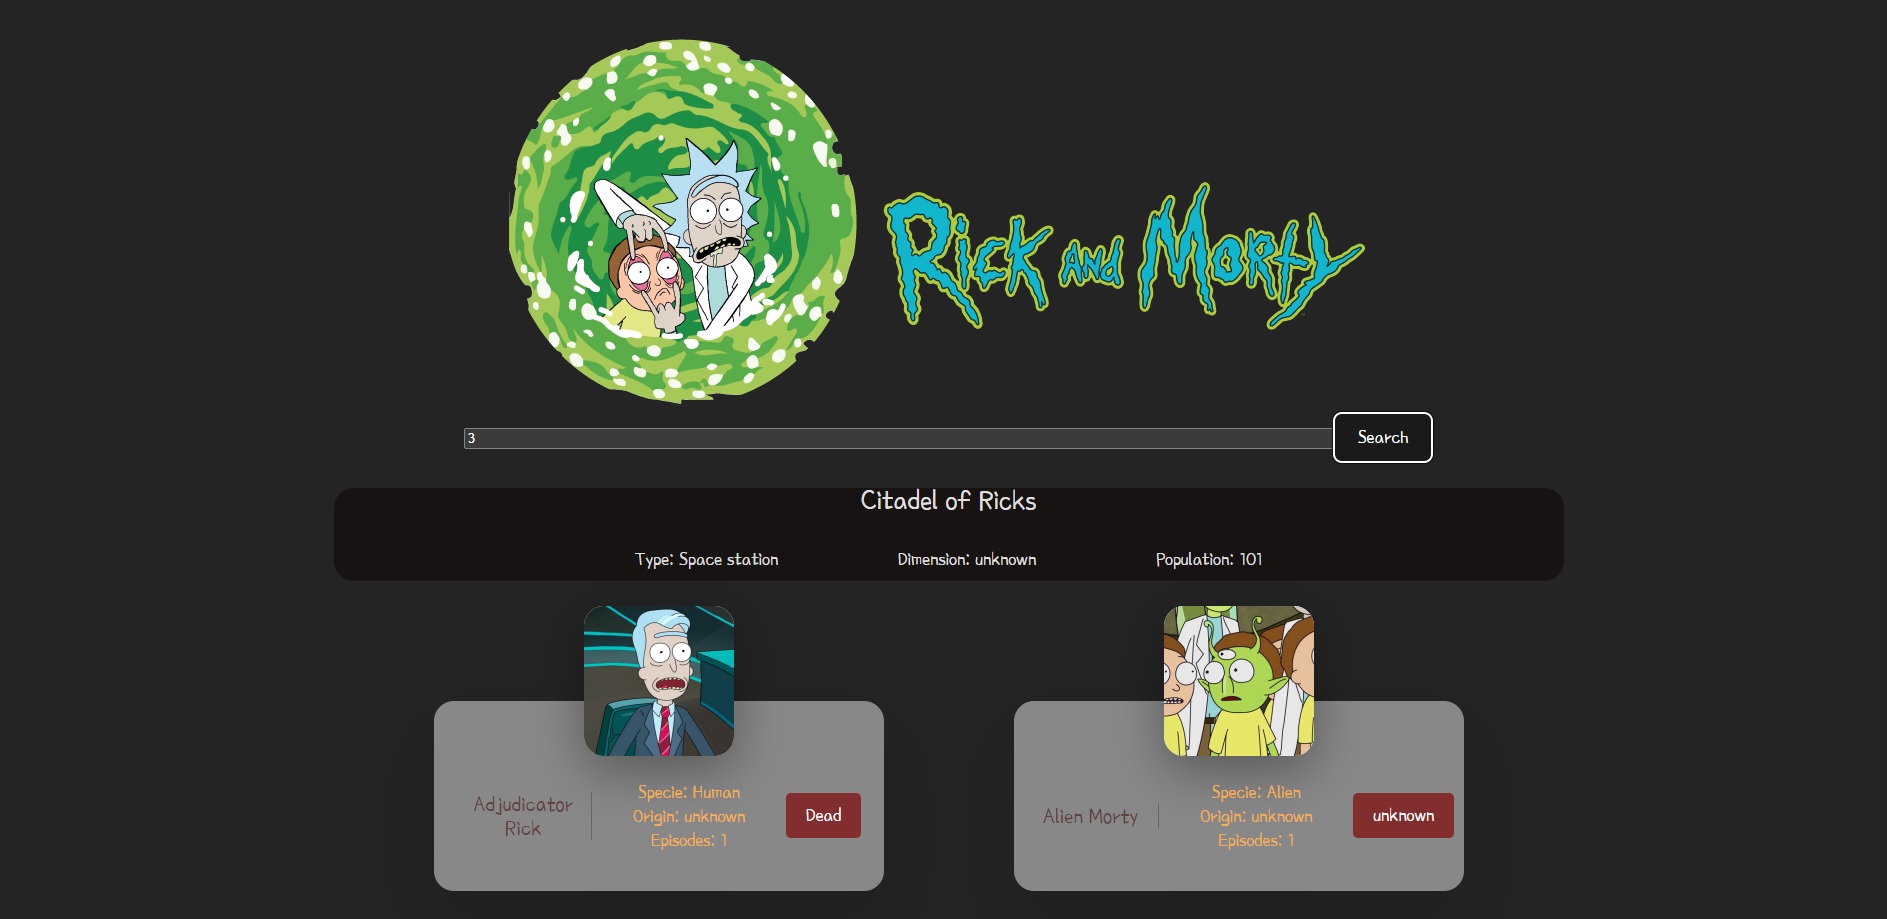 Rick and Morty
3
Search
Citadel of Ricks
Type: Space station
Dimension: unknown
Population: 101
Adjudicator
Rick
Specie: Human
Origin: unknown
Episodes: 1
Dead
Alien Morty
Specie: Alien
Origin: unknown
Episodes: 1
unknown